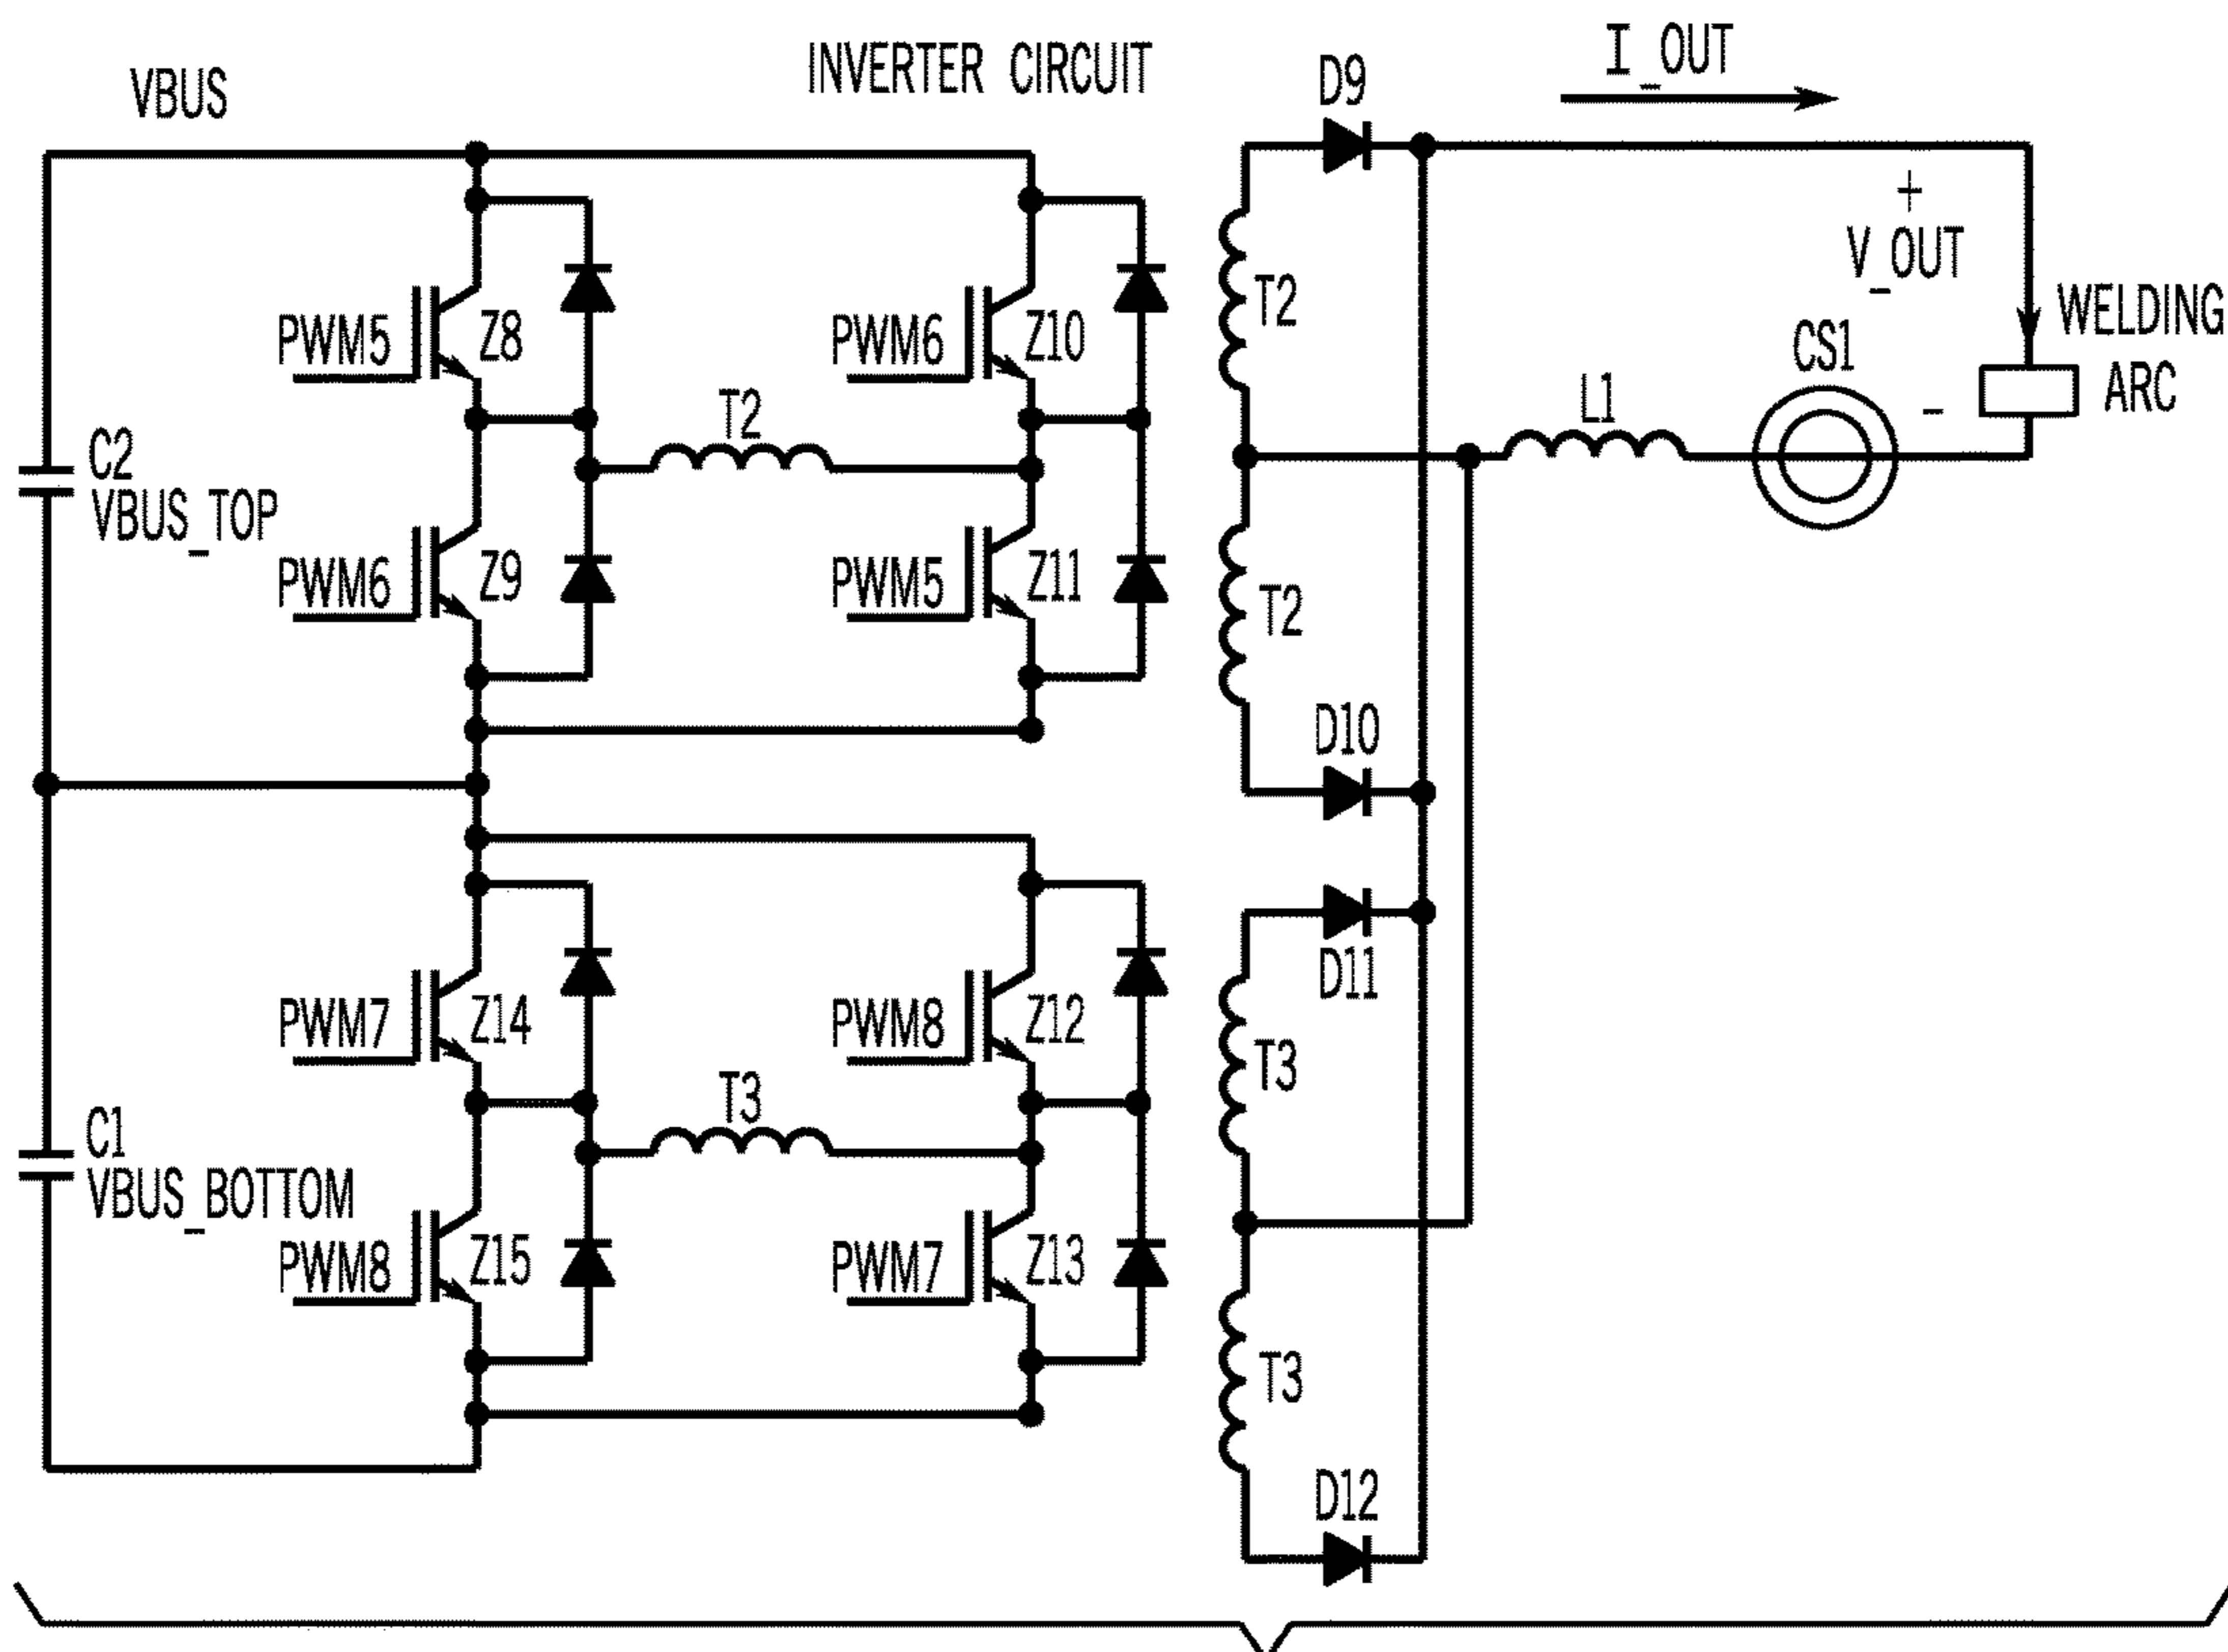 VBUS
INVERTER CIRCUIT
D9
I_OUT
+
V_OUT
-
WELDING
ARC
CS1
L1
T2
PWM5
Z8
PWM6
Z10
T2
C2
VBUS_TOP
PWM6
Z9
PWM5
Z11
T2
D10
D11
PWM7
Z14
PWM8
Z12
T3
T3
C1
VBUS_BOTTOM
PWM8
Z15
PWM7
Z13
T3
D12